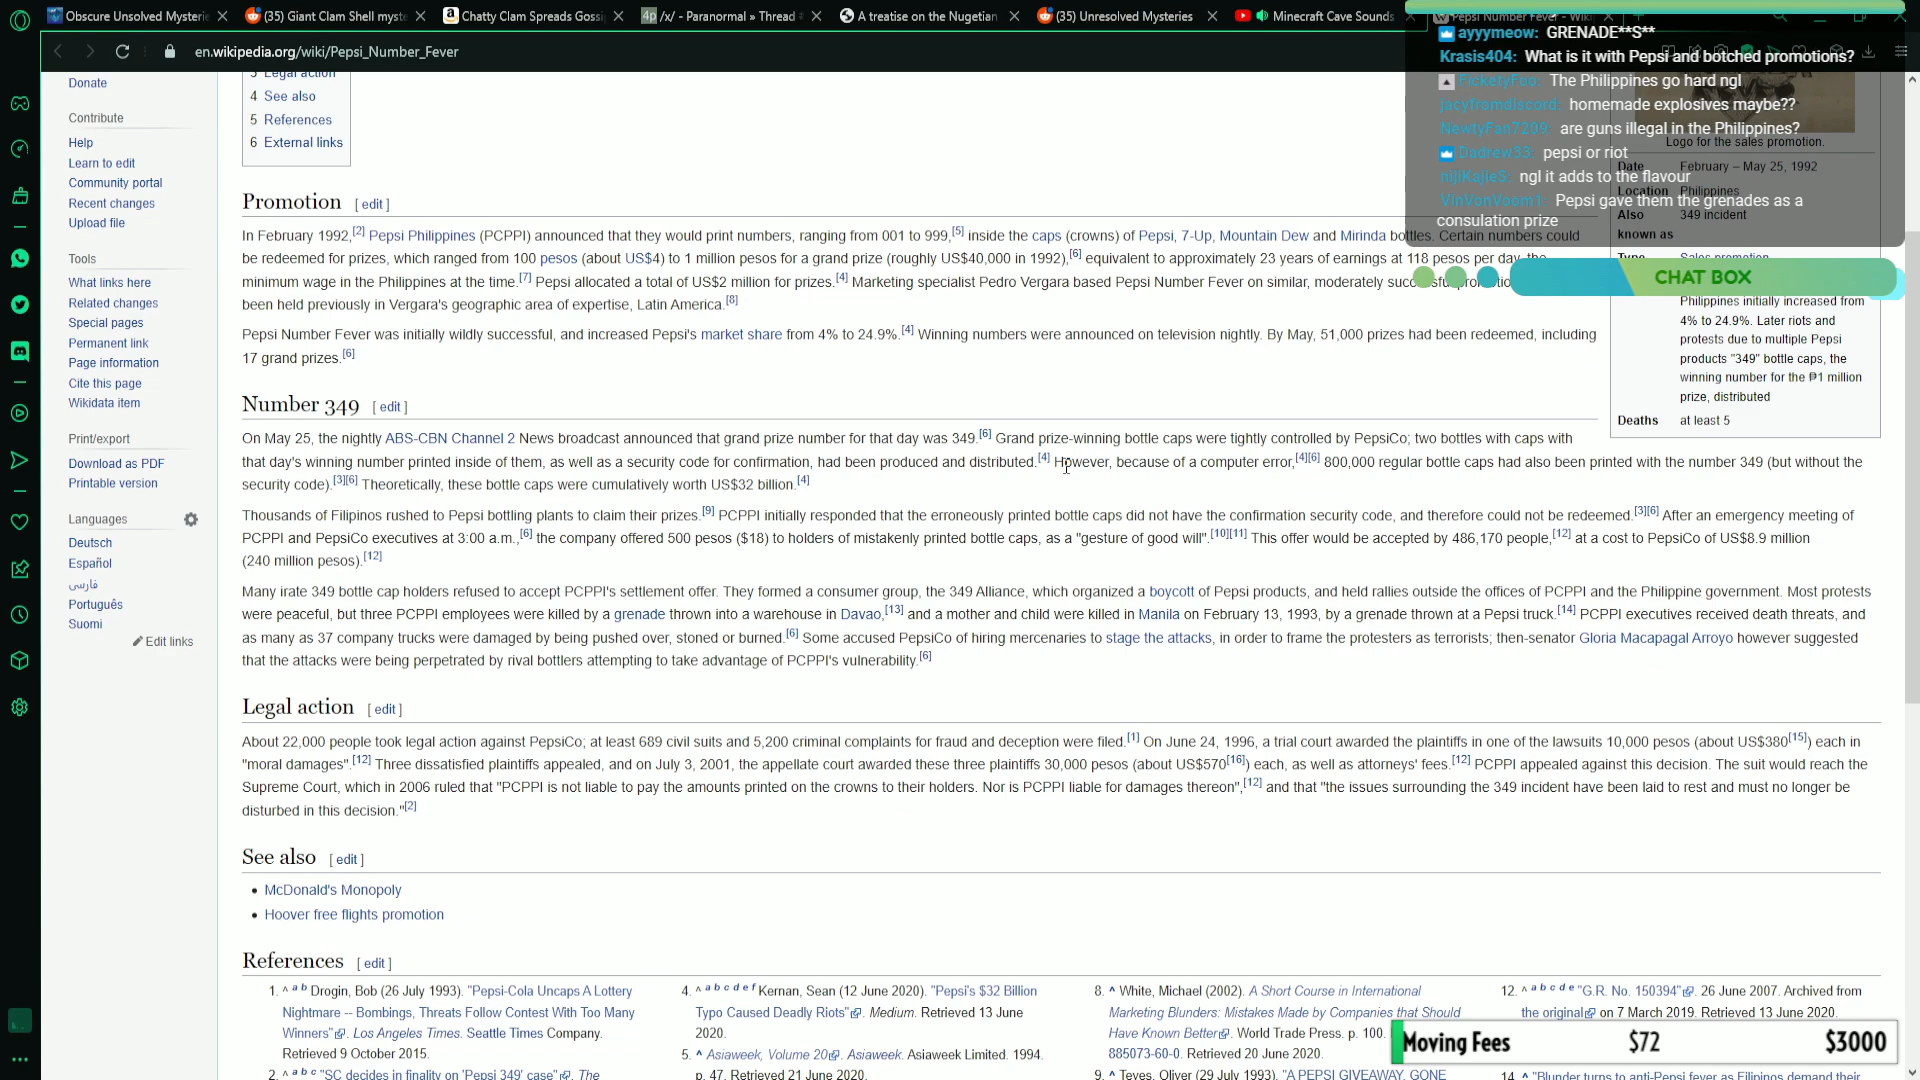 Obscure Unsolved Mysterie
(35) Giant Clam Shell myste
Chatty Clam Spreads Gossi
/x/ - Paranormal » Thread
A treatise on the Nugetian
(35) Unresolved Mysteries
Minecraft Cave Sounds
Pepsi Number Fever - Wiki
en.wikipedia.org/wiki/Pepsi_Number_Fever
Donate
Contribute
Help
Learn to edit
Community portal
Recent changes
Upload file
Tools
What links here
Related changes
Special pages
Permanent link
Page information
Cite this page
Wikidata item
Print/export
Download as PDF
Printable version
Languages
Deutsch
Español
فارسی
Português
Suomi
Edit links
3 Legal action
4 See also
5 References
6 External links
Promotion [ edit ]
In February 1992,[2] Pepsi Philippines (PCPPI) announced that they would print numbers, ranging from 001 to 999,[5] inside the caps (crowns) of Pepsi, 7-Up, Mountain Dew and Mirinda bottles. Certain numbers could
be redeemed for prizes, which ranged from 100 pesos (about US$4) to 1 million pesos for a grand prize (roughly US$40,000 in 1992),[6] equivalent to approximately 23 years of earnings at 118 pesos per day, the
minimum wage in the Philippines at the time.[7] Pepsi allocated a total of US$2 million for prizes.[4] Marketing specialist Pedro Vergara based Pepsi Number Fever on similar, moderately
been held previously in Vergara's geographic area of expertise, Latin America.[8]
Pepsi Number Fever was initially wildly successful, and increased Pepsi's market share from 4% to 24.9%.[4] Winning numbers were announced on television nightly. By May, 51,000 prizes had been redeemed, including
17 grand prizes.[6]
Number 349 [ edit ]
On May 25, the nightly ABS-CBN Channel 2 News broadcast announced that grand prize number for that day was 349.[6] Grand prize-winning bottle caps were tightly controlled by PepsiCo; two bottles with caps with
that day's winning number printed inside of them, as well as a security code for confirmation, had been produced and distributed.[4] However, because of a computer error,[4][6] 800,000 regular bottle caps had also been printed with the number 349 (but without the
security code).[3][6] Theoretically, these bottle caps were cumulatively worth US$32 billion.[4]
Thousands of Filipinos rushed to Pepsi bottling plants to claim their prizes.[9] PCPPI initially responded that the erroneously printed bottle caps did not have the confirmation security code, and therefore could not be redeemed.[3][6] After an emergency meeting of
PCPPI and PepsiCo executives at 3:00 a.m.,[6] the company offered 500 pesos ($18) to holders of mistakenly printed bottle caps, as a "gesture of good will".[10][11] This offer would be accepted by 486,170 people,[12] at a cost to PepsiCo of US$8.9 million
(240 million pesos).[12]
Many irate 349 bottle cap holders refused to accept PCPPI's settlement offer. They formed a consumer group, the 349 Alliance, which organized a boycott of Pepsi products, and held rallies outside the offices of PCPPI and the Philippine government. Most protests
were peaceful, but three PCPPI employees were killed by a grenade thrown into a warehouse in Davao,[13] and a mother and child were killed in Manila on February 13, 1993, by a grenade thrown at a Pepsi truck.[14] PCPPI executives received death threats, and
as many as 37 company trucks were damaged by being pushed over, stoned or burned.[6] Some accused PepsiCo of hiring mercenaries to stage the attacks, in order to frame the protesters as terrorists; then-senator Gloria Macapagal Arroyo however suggested
that the attacks were being perpetrated by rival bottlers attempting to take advantage of PCPPI's vulnerability.[6]
Legal action [ edit ]
About 22,000 people took legal action against PepsiCo; at least 689 civil suits and 5,200 criminal complaints for fraud and deception were filed.[1] On June 24, 1996, a trial court awarded the plaintiffs in one of the lawsuits 10,000 pesos (about US$380[15]) each in
"moral damages".[12] Three dissatisfied plaintiffs appealed, and on July 3, 2001, the appellate court awarded these three plaintiffs 30,000 pesos (about US$570[16]) each, as well as attorneys' fees.[12] PCPPI appealed against this decision. The suit would reach the
Supreme Court, which in 2006 ruled that "PCPPI is not liable to pay the amounts printed on the crowns to their holders. Nor is PCPPI liable for damages thereon",[12] and that "the issues surrounding the 349 incident have been laid to rest and must no longer be
disturbed in this decision."[2]
See also [ edit ]
• McDonald's Monopoly
• Hoover free flights promotion
References [ edit ]
1. ^ a b Drogin, Bob (26 July 1993). "Pepsi-Cola Uncaps A Lottery
Nightmare -- Bombings, Threats Follow Contest With Too Many
Winners". Los Angeles Times. Seattle Times Company.
Retrieved 9 October 2015.
2. ^ a b c "SC decides in finality on 'Pepsi 349' case". The
4. ^ a b c d e f Kernan, Sean (12 June 2020). "Pepsi's $32 Billion
Typo Caused Deadly Riots". Medium. Retrieved 13 June
2020.
5. ^ Asiaweek, Volume 20. Asiaweek. Asiaweek Limited. 1994.
p. 47. Retrieved 21 June 2020.
8. ^ White, Michael (2002). A Short Course in International
Marketing Blunders: Mistakes Made by Companies that Should
Have Known Better. World Trade Press. p. 100.
885073-60-0. Retrieved 20 June 2020.
9. ^ Teves, Oliver (29 July 1993). "A PEPSI GIVEAWAY, GONE
12. ^ a b c d e "G.R. No. 150394". 26 June 2007. Archived from
the original on 7 March 2019. Retrieved 13 June 2020.
14. ^ "Blunder turns to anti-Pepsi fever as Filipinos demand their
ayyymeow: GRENADE**S**
Krasis404: What is it with Pepsi and botched promotions?
FicketyFoo: The Philippines go hard ngl
jacyfromdiscord: homemade explosives maybe??
NewtyFan7209: are guns illegal in the Philippines?
Dadrew33: pepsi or riot
nijiKajieS: ngl it adds to the flavour
VinVonVoom1: Pepsi gave them the grenades as a
consulation prize
CHAT BOX
Logo for the sales promotion.
Date February – May 25, 1992
Location Philippines
Also 349 incident
known as
Type Sales promotion
Philippines initially increased from
4% to 24.9%. Later riots and
protests due to multiple Pepsi
products "349" bottle caps, the
winning number for the ₱1 million
prize, distributed
Deaths at least 5
Moving Fees $72 $3000